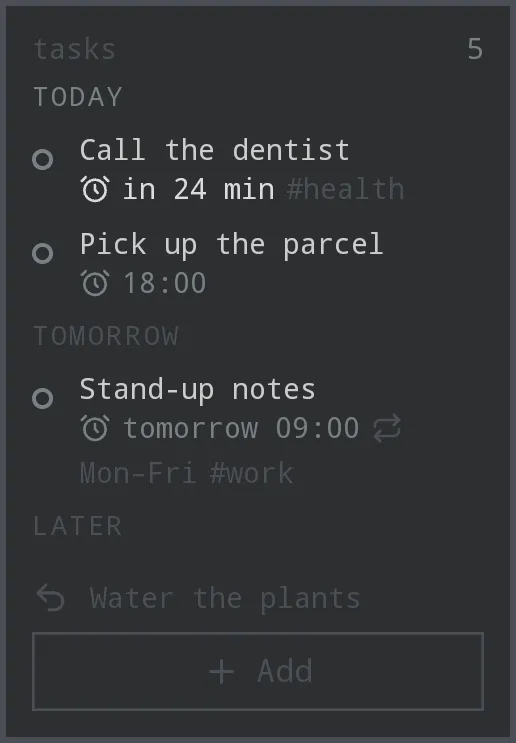 tasks 5
TODAY
Call the dentist
in 24 min #health
Pick up the parcel
18:00
TOMORROW
Stand-up notes
tomorrow 09:00
Mon–Fri #work
LATER
Water the plants
+ Add